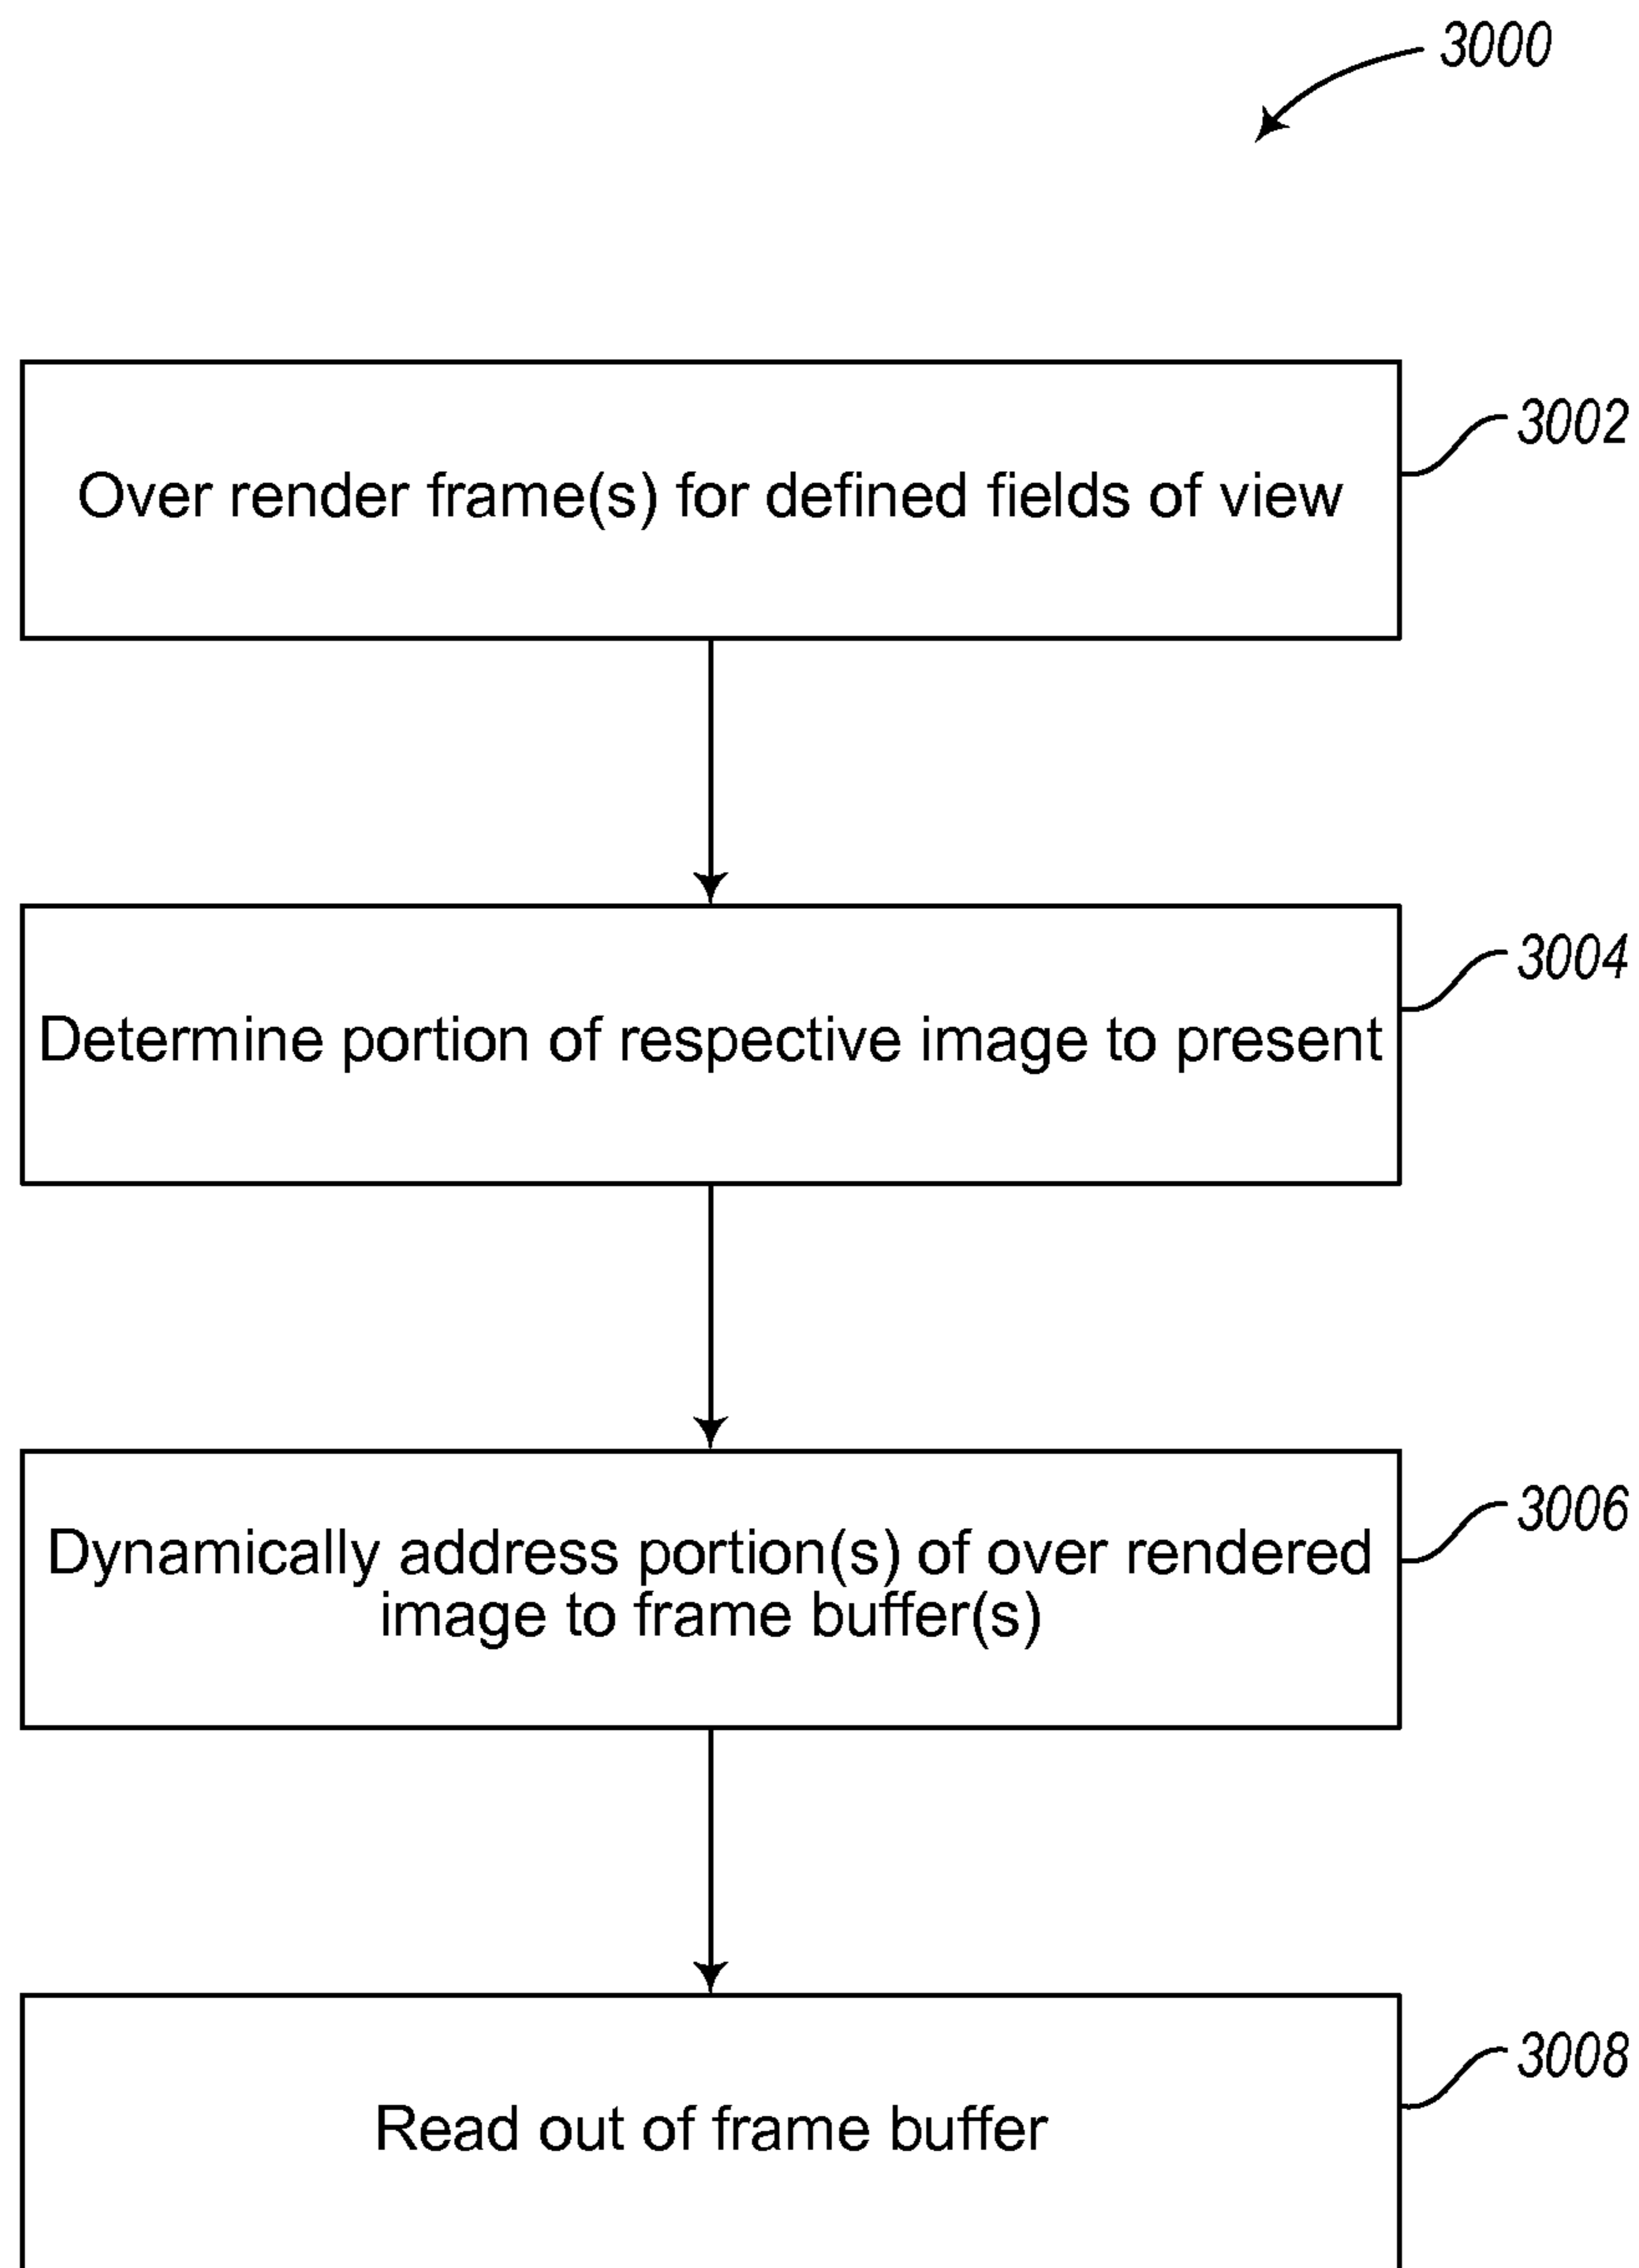 3000
Over render frame(s) for defined fields of view
3002
Determine portion of respective image to present
3004
Dynamically address portion(s) of over rendered
image to frame buffer(s)
3006
Read out of frame buffer
3008